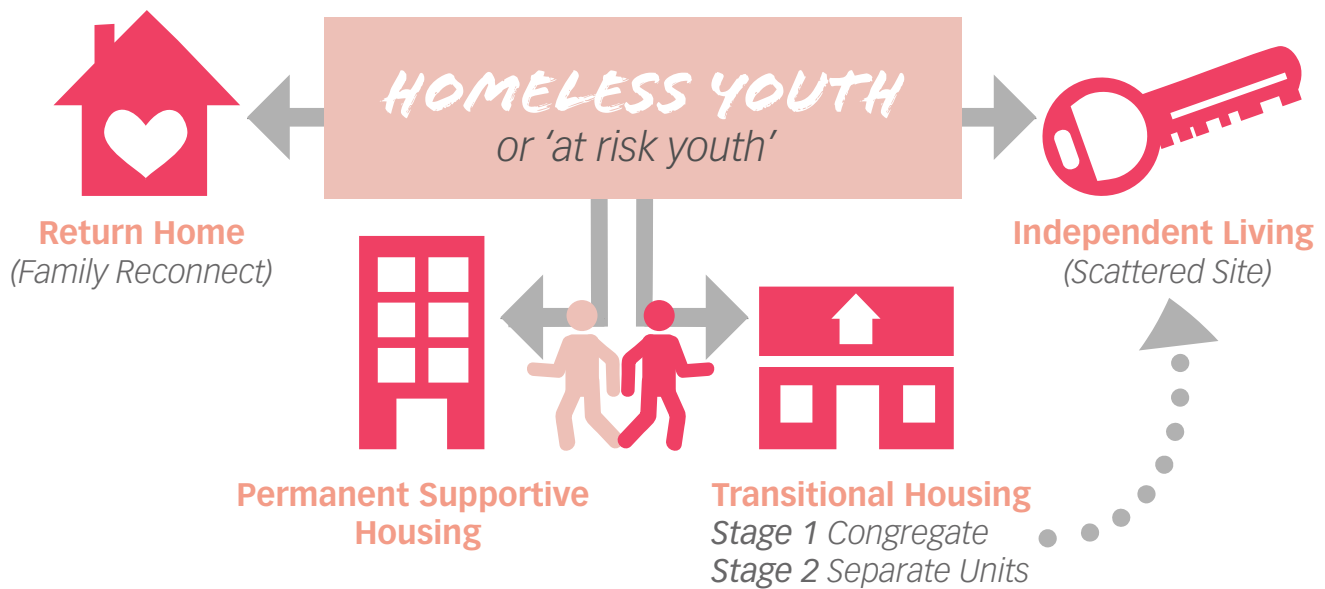 HOMELESS YOUTH
or ‘at risk youth’
Return Home
(Family Reconnect)
Independent Living
(Scattered Site)
Permanent Supportive
Housing
Transitional Housing
Stage 1 Congregate
Stage 2 Separate Units